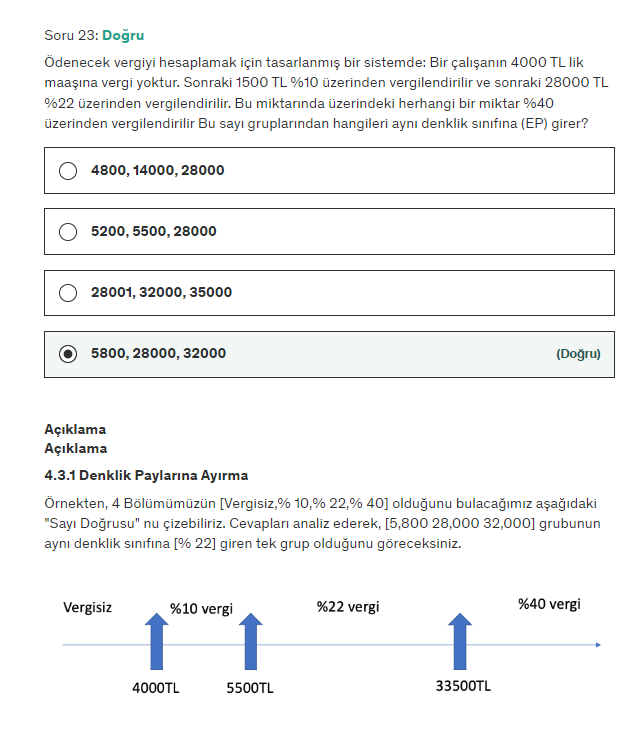 Soru 23: Doğru
Ödenecek vergiyi hesaplamak için tasarlanmış bir sistemde: Bir çalışanın 4000 TL lik
maaşına vergi yoktur. Sonraki 1500 TL %10 üzerinden vergilendirilir ve sonraki 28000 TL
%22 üzerinden vergilendirilir. Bu miktarında üzerindeki herhangi bir miktar %40
üzerinden vergilendirilir Bu sayı gruplarından hangileri aynı denklik sınıfına (EP) girer?
4800, 14000, 28000
5200, 5500, 28000
28001, 32000, 35000
5800, 28000, 32000 (Doğru)
Açıklama
Açıklama
4.3.1 Denklik Paylarına Ayırma
Örnekten, 4 Bölümümüzün [Vergisiz,% 10,% 22,% 40] olduğunu bulacağımız aşağıdaki
"Sayı Doğrusu" nu çizebiliriz. Cevapları analiz ederek, [5,800 28,000 32,000] grubunun
aynı denklik sınıfına [% 22] giren tek grup olduğunu göreceksiniz.
Vergisiz %10 vergi %22 vergi %40 vergi
4000TL 5500TL 33500TL